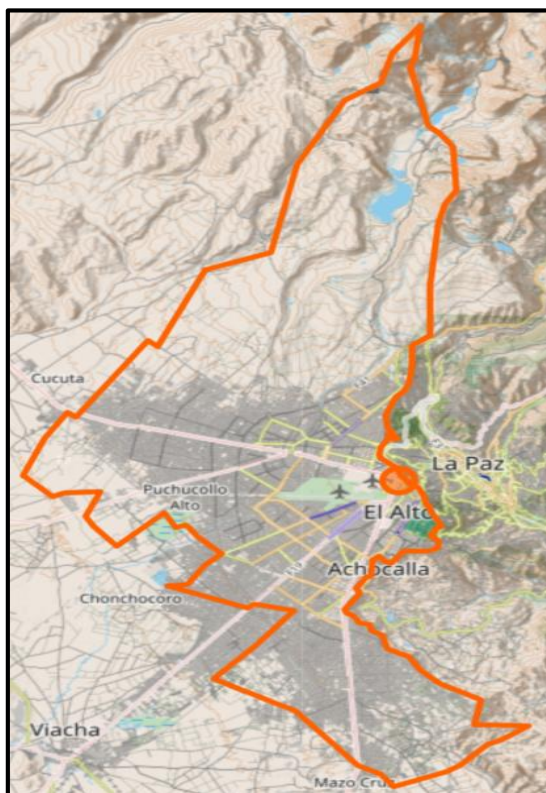 Cucuta
La Paz
Puchucollo
Alto
El Alto
Achocalla
Chonchocoro
Viacha
Mazo Cruz